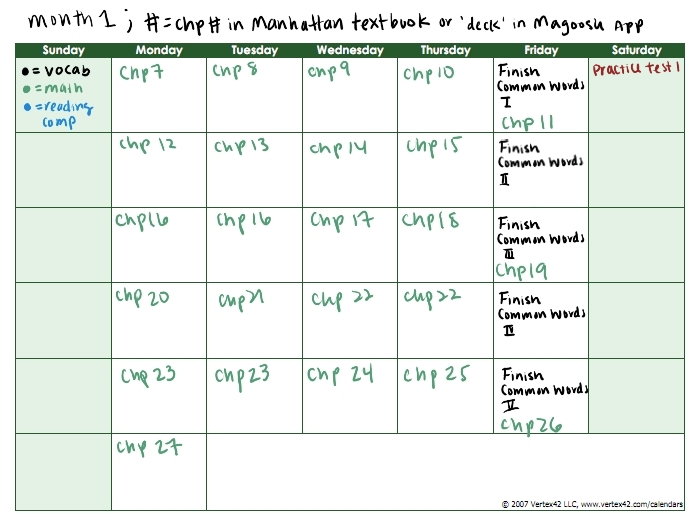 month 1; #=chp# in Manhattan textbook or 'deck' in Magoosh App
Sunday Monday Tuesday Wednesday Thursday Friday Saturday
●= vocab
●=math
●=reading
comp
Chp 7
Chp 8
Chp 9
Chp 10
Finish
Common Words
I
Chp 11
Practice test 1
Chp 12
Chp 13
Chp 14
Chp 15
Finish
Common Words
II
Chp 16
Chp 16
Chp 17
Chp 18
Finish
Common Words
III
Chp 19
Chp 20
Chp 21
Chp 22
Chp 22
Finish
Common Words
IV
Chp 23
Chp 23
Chp 24
Chp 25
Finish
Common Words
V
Chp 26
Chp 27
© 2007 Vertex42 LLC, www.vertex42.com/calendars